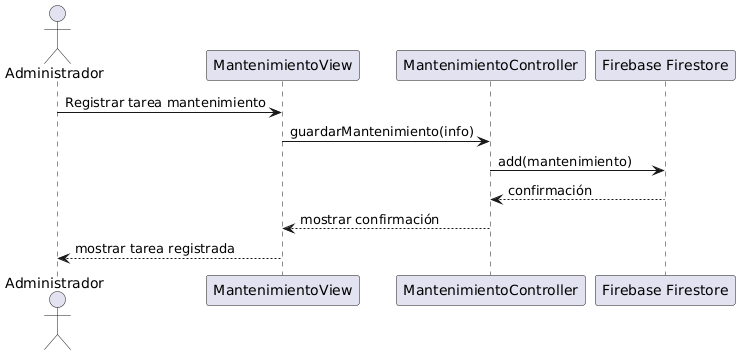 Administrador
MantenimientoView
MantenimientoController
Firebase Firestore
Registrar tarea mantenimiento
guardarMantenimiento(info)
add(mantenimiento)
confirmación
mostrar confirmación
mostrar tarea registrada
Administrador
MantenimientoView
MantenimientoController
Firebase Firestore